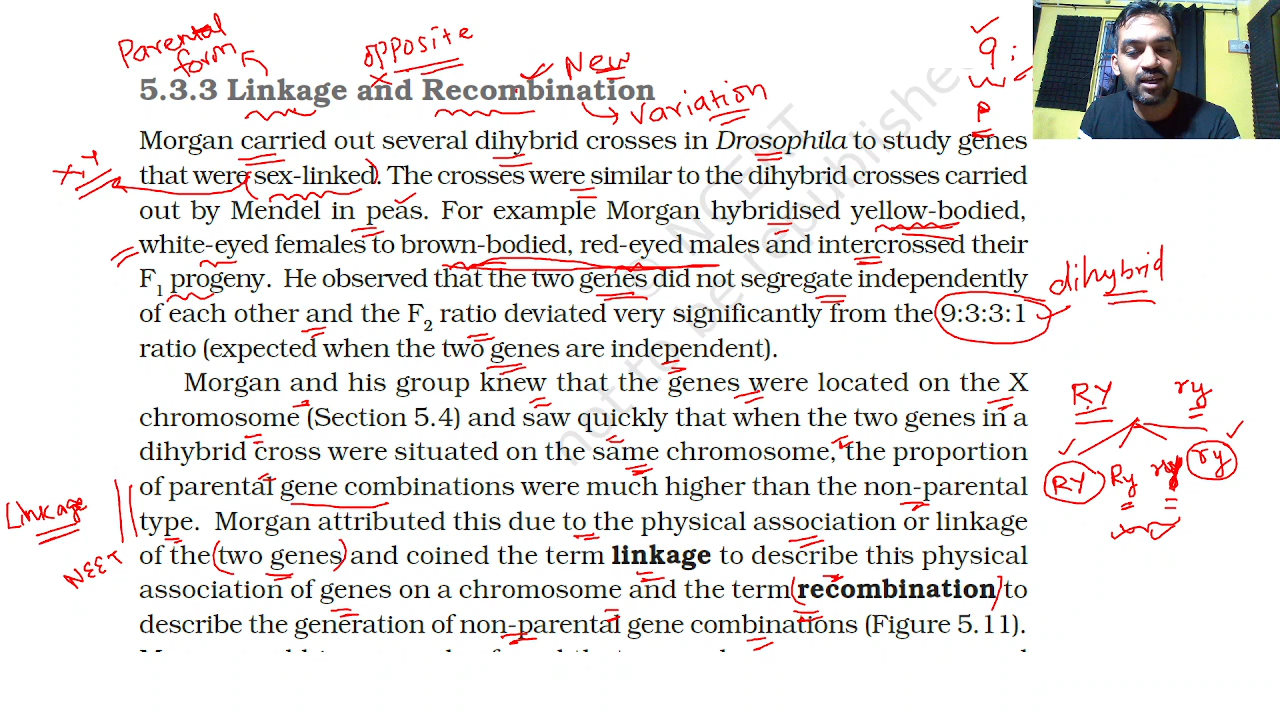 Parental
form
opposite
X
New
variation
9:
w
P
5.3.3 Linkage and Recombination
Morgan carried out several dihybrid crosses in Drosophila to study genes
that were (sex-linked). The crosses were similar to the dihybrid crosses carried
XY
out by Mendel in peas. For example Morgan hybridised yellow-bodied,
white-eyed females to brown-bodied, red-eyed males and intercrossed their
F1 progeny. He observed that the two genes did not segregate independently
dihybrid
of each other and the F2 ratio deviated very significantly from the 9:3:3:1
ratio (expected when the two genes are independent).
Morgan and his group knew that the genes were located on the X
chromosome (Section 5.4) and saw quickly that when the two genes in a
dihybrid cross were situated on the same chromosome, the proportion
of parental gene combinations were much higher than the non-parental
type. Morgan attributed this due to the physical association or linkage
of the (two genes) and coined the term linkage to describe this physical
association of genes on a chromosome and the term (recombination) to
describe the generation of non-parental gene combinations (Figure 5.11).
RY ry
RY Ry ry
Linkage
NEET
not to be republished
© NCERT